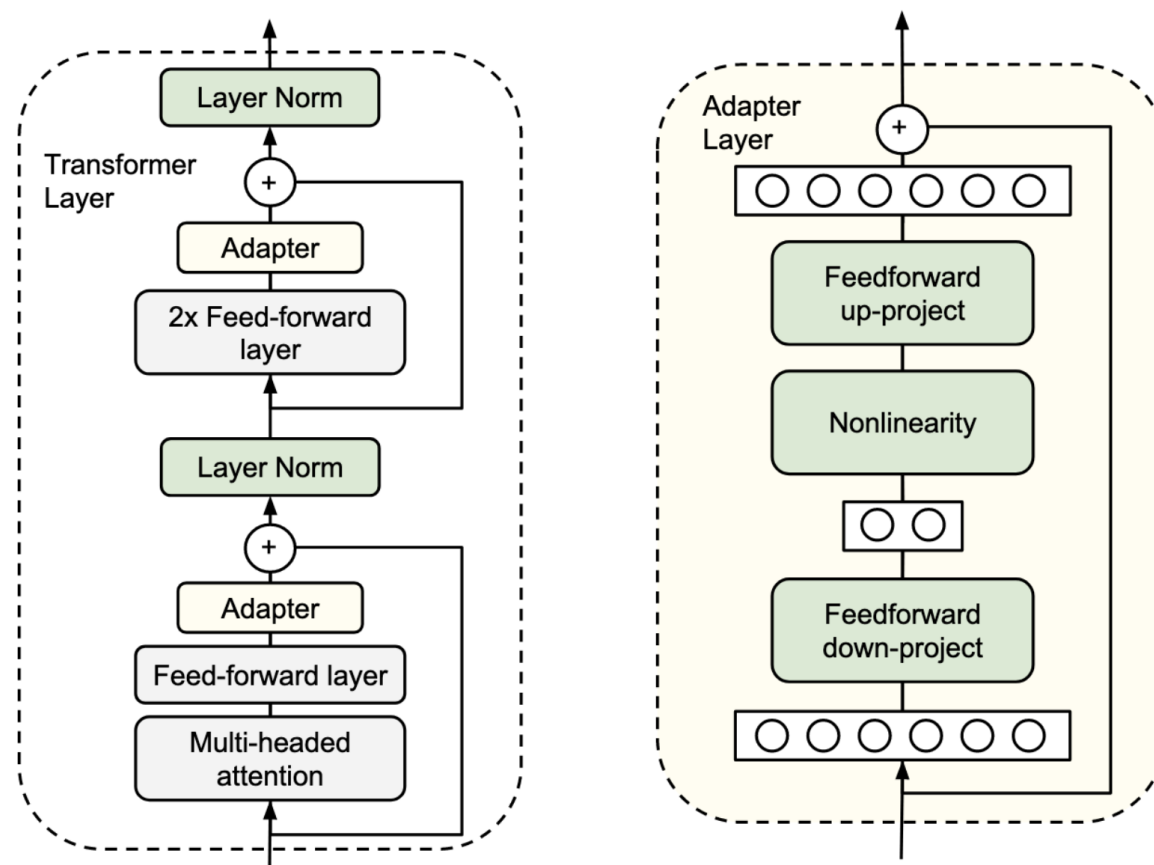 Layer Norm
Transformer
Layer
+
Adapter
2x Feed-forward
layer
Layer Norm
+
Adapter
Feed-forward layer
Multi-headed
attention
Adapter
Layer
+
Feedforward
up-project
Nonlinearity
Feedforward
down-project